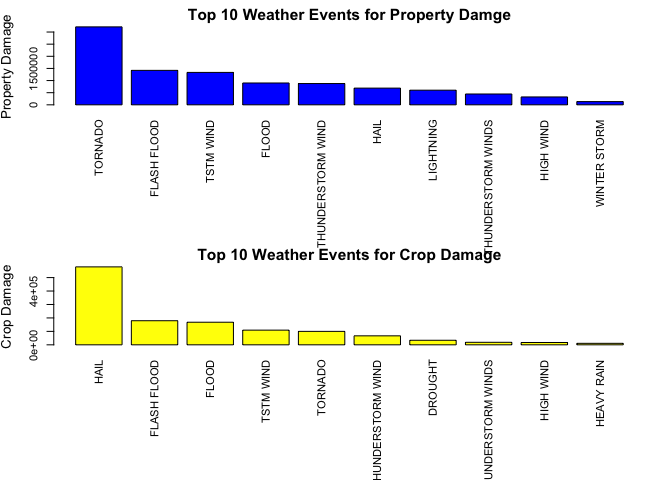 Top 10 Weather Events for Property Damge
Property Damage
1500000
0
TORNADO
FLASH FLOOD
TSTM WIND
FLOOD
THUNDERSTORM WIND
HAIL
LIGHTNING
THUNDERSTORM WINDS
HIGH WIND
WINTER STORM
Top 10 Weather Events for Crop Damage
Crop Damage
4e+05
0e+00
HAIL
FLASH FLOOD
FLOOD
TSTM WIND
TORNADO
HUNDERSTORM WIND
DROUGHT
UNDERSTORM WINDS
HIGH WIND
HEAVY RAIN